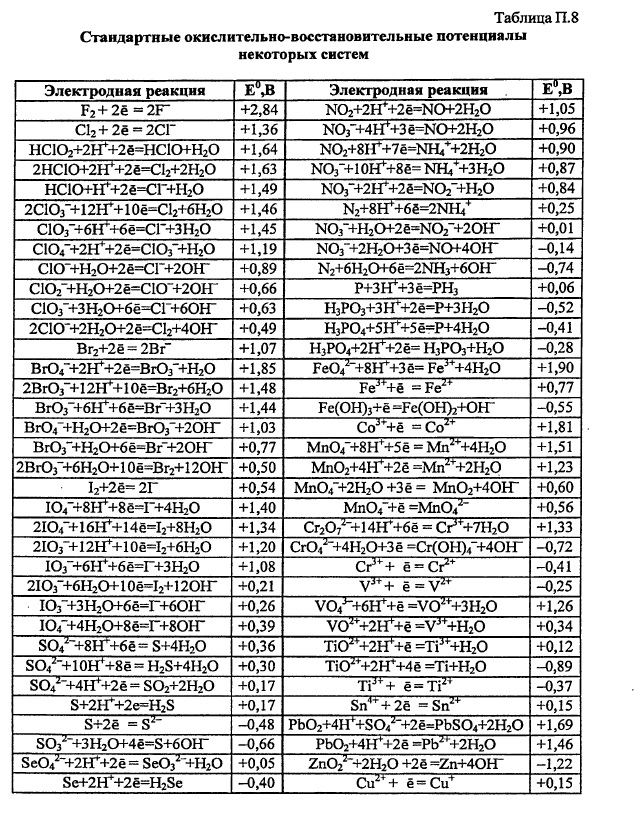 Таблица П.8
Стандартные окислительно-восстановительные потенциалы
некоторых систем
Электродная реакция E⁰,В Электродная реакция E⁰,В
F₂ + 2ē = 2F⁻ +2,84 NO₂+2H⁺+2ē=NO+2H₂O +1,05
Cl₂ + 2ē = 2Cl⁻ +1,36 NO₃⁻+4H⁺+3ē=NO+2H₂O +0,96
HClO₂+2H⁺+2ē=HClO+H₂O +1,64 NO₂+8H⁺+7ē=NH₄⁺+2H₂O +0,90
2HClO+2H⁺+2ē=Cl₂+2H₂O +1,63 NO₃⁻+10H⁺+8ē= NH₄⁺+3H₂O +0,87
HClO+H⁺+2ē=Cl⁻+H₂O +1,49 NO₃⁻+2H⁺+2ē=NO₂⁻+H₂O +0,84
2ClO₃⁻+12H⁺+10ē=Cl₂+6H₂O +1,46 N₂+8H⁺+6ē=2NH₄⁺ +0,25
ClO₃⁻+6H⁺+6ē=Cl⁻+3H₂O +1,45 NO₃⁻+H₂O+2ē=NO₂⁻+2OH⁻ +0,01
ClO₄⁻+2H⁺+2ē=ClO₃⁻+H₂O +1,19 NO₃⁻+2H₂O+3ē=NO+4OH⁻ –0,14
ClO⁻+H₂O+2ē=Cl⁻+2OH⁻ +0,89 N₂+6H₂O+6ē=2NH₃+6OH⁻ –0,74
ClO₂⁻+H₂O+2ē=ClO⁻+2OH⁻ +0,66 P+3H⁺+3ē=PH₃ +0,06
ClO₃⁻+3H₂O+6ē=Cl⁻+6OH⁻ +0,63 H₃PO₃+3H⁺+2ē=P+3H₂O –0,52
2ClO⁻+2H₂O+2ē=Cl₂+4OH⁻ +0,49 H₃PO₄+5H⁺+5ē=P+4H₂O –0,41
Br₂+2ē = 2Br⁻ +1,07 H₃PO₄+2H⁺+2ē= H₃PO₃+H₂O –0,28
BrO₄⁻+2H⁺+2ē=BrO₃⁻+H₂O +1,85 FeO₄²⁻+8H⁺+3ē= Fe³⁺+4H₂O +1,90
2BrO₃⁻+12H⁺+10ē=Br₂+6H₂O +1,48 Fe³⁺+ē = Fe²⁺ +0,77
BrO₃⁻+6H⁺+6ē=Br⁻+3H₂O +1,44 Fe(OH)₃+ē =Fe(OH)₂+OH⁻ –0,55
BrO₄⁻+H₂O+2ē=BrO₃⁻+2OH⁻ +1,03 Co³⁺+ē = Co²⁺ +1,81
BrO₃⁻+H₂O+6ē=Br⁻+2OH⁻ +0,77 MnO₄⁻+8H⁺+5ē = Mn²⁺+4H₂O +1,51
2BrO₃⁻+6H₂O+10ē=Br₂+12OH⁻ +0,50 MnO₂+4H⁺+2ē =Mn²⁺+2H₂O +1,23
I₂+2ē= 2I⁻ +0,54 MnO₄⁻+2H₂O +3ē = MnO₂+4OH⁻ +0,60
IO₄⁻+8H⁺+8ē=I⁻+4H₂O +1,40 MnO₄⁻+ē =MnO₄²⁻ +0,56
2IO₄⁻+16H⁺+14ē=I₂+8H₂O +1,34 Cr₂O₇²⁻+14H⁺+6ē = Cr³⁺+7H₂O +1,33
2IO₃⁻+12H⁺+10ē=I₂+6H₂O +1,20 CrO₄²⁻+4H₂O+3ē =Cr(OH)₄⁻+4OH⁻ –0,72
IO₃⁻+6H⁺+6ē=I⁻+3H₂O +1,08 Cr³⁺ + ē = Cr²⁺ –0,41
2IO₃⁻+6H₂O+10ē=I₂+12OH⁻ +0,21 V³⁺ + ē = V²⁺ –0,25
IO₃⁻+3H₂O+6ē=I⁻+6OH⁻ +0,26 VO₄³⁻+6H⁺+ē =VO²⁺+3H₂O +1,26
IO₄⁻+4H₂O+8ē=I⁻+8OH⁻ +0,39 VO²⁺+2H⁺+ē =V³⁺+H₂O +0,34
SO₄²⁻+8H⁺+6ē= S+4H₂O +0,36 TiO²⁺+2H⁺+ē =Ti³⁺+H₂O +0,12
SO₄²⁻+10H⁺+8ē= H₂S+4H₂O +0,30 TiO²⁺+2H⁺+4ē =Ti+H₂O –0,89
SO₄²⁻+4H⁺+2ē= SO₂+2H₂O +0,17 Ti³⁺ + ē= Ti²⁺ –0,37
S+2H⁺+2e=H₂S +0,17 Sn⁴⁺ + 2ē = Sn²⁺ +0,15
S+2ē = S²⁻ –0,48 PbO₂+4H⁺+SO₄²⁻+2ē=PbSO₄+2H₂O +1,69
SO₃²⁻+3H₂O+4ē=S+6OH⁻ –0,66 PbO₂+4H⁺+2ē =Pb²⁺+2H₂O +1,46
SeO₄²⁻+2H⁺+2ē= SeO₃²⁻+H₂O +0,05 ZnO₂²⁻+2H₂O +2ē =Zn+4OH⁻ –1,22
Se+2H⁺+2ē=H₂Se –0,40 Cu²⁺ + ē= Cu⁺ +0,15